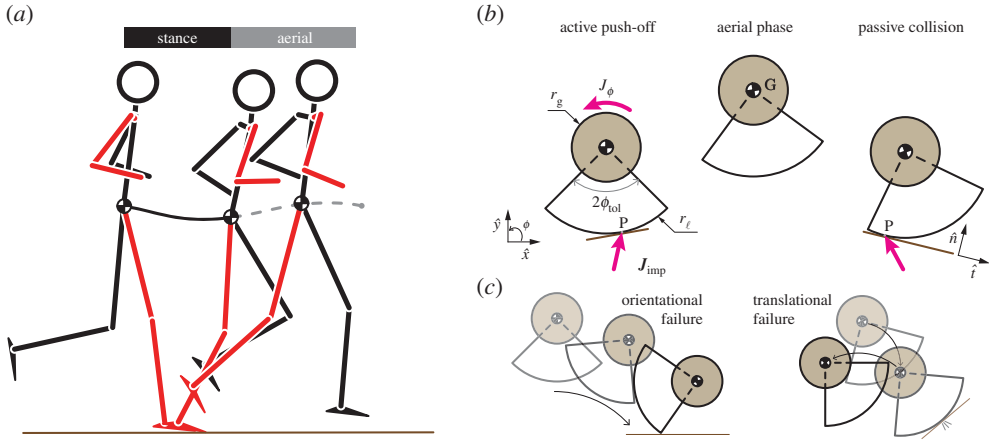 (a)
stance aerial
(b)
active push-off aerial phase passive collision
r_g
J_ϕ
G
2ϕ_tol
P
r_ℓ
ŷ
ϕ
x̂
J_imp
P
n̂
t̂
(c)
orientational
failure
translational
failure